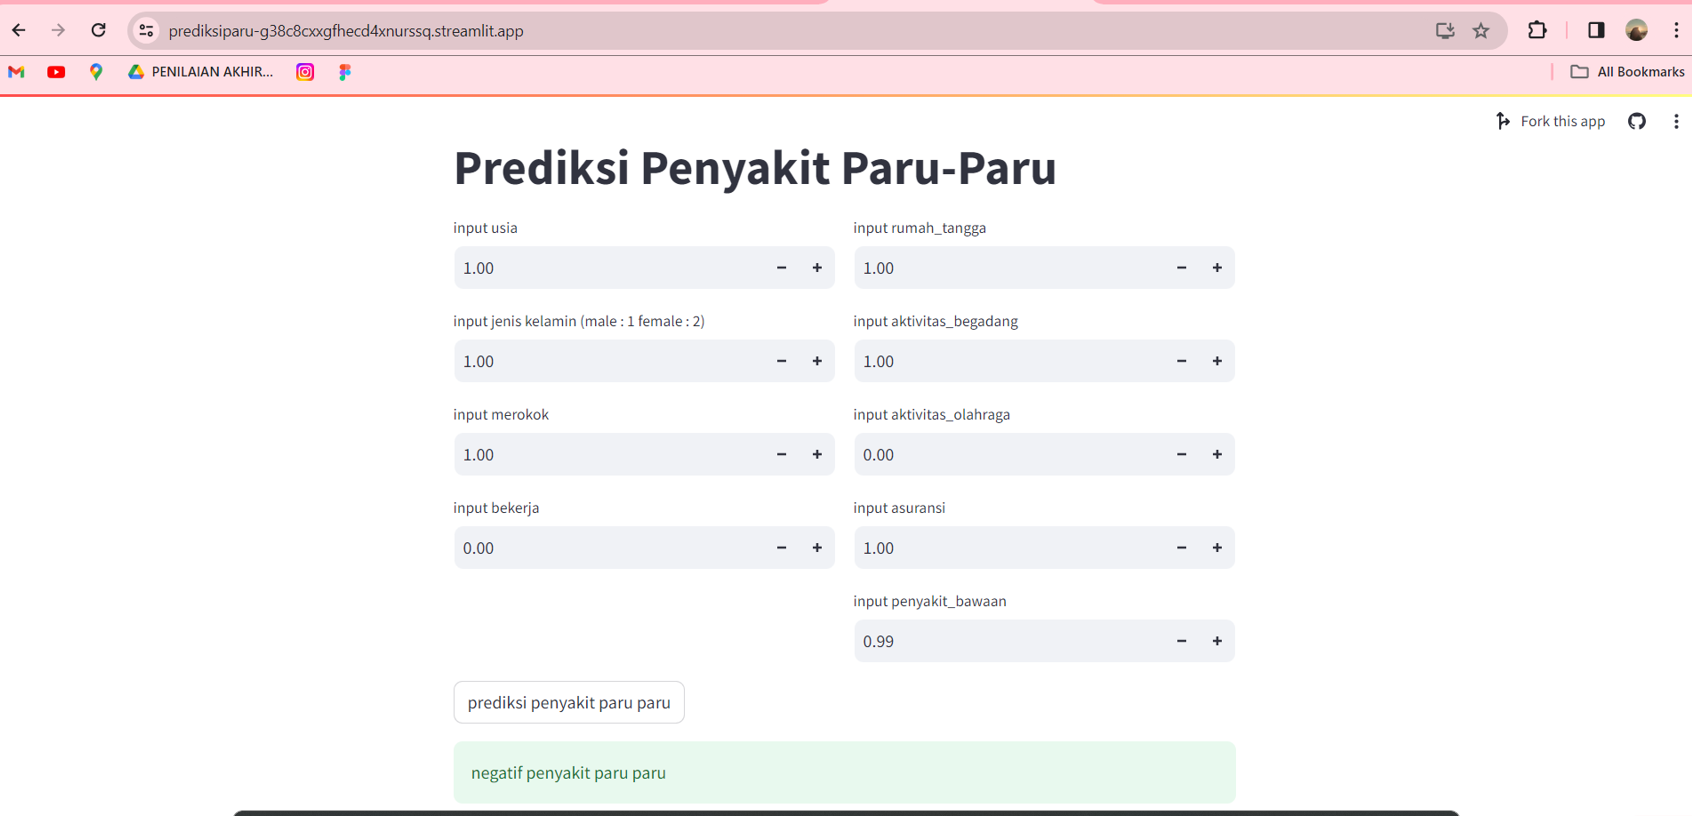 prediksiparu-g38c8cxxgfhecd4xnurssq.streamlit.app
PENILAIAN AKHIR...
All Bookmarks
Fork this app
Prediksi Penyakit Paru-Paru
input usia
1.00
input jenis kelamin (male : 1 female : 2)
1.00
input merokok
1.00
input bekerja
0.00
input rumah_tangga
1.00
input aktivitas_begadang
1.00
input aktivitas_olahraga
0.00
input asuransi
1.00
input penyakit_bawaan
0.99
prediksi penyakit paru paru
negatif penyakit paru paru